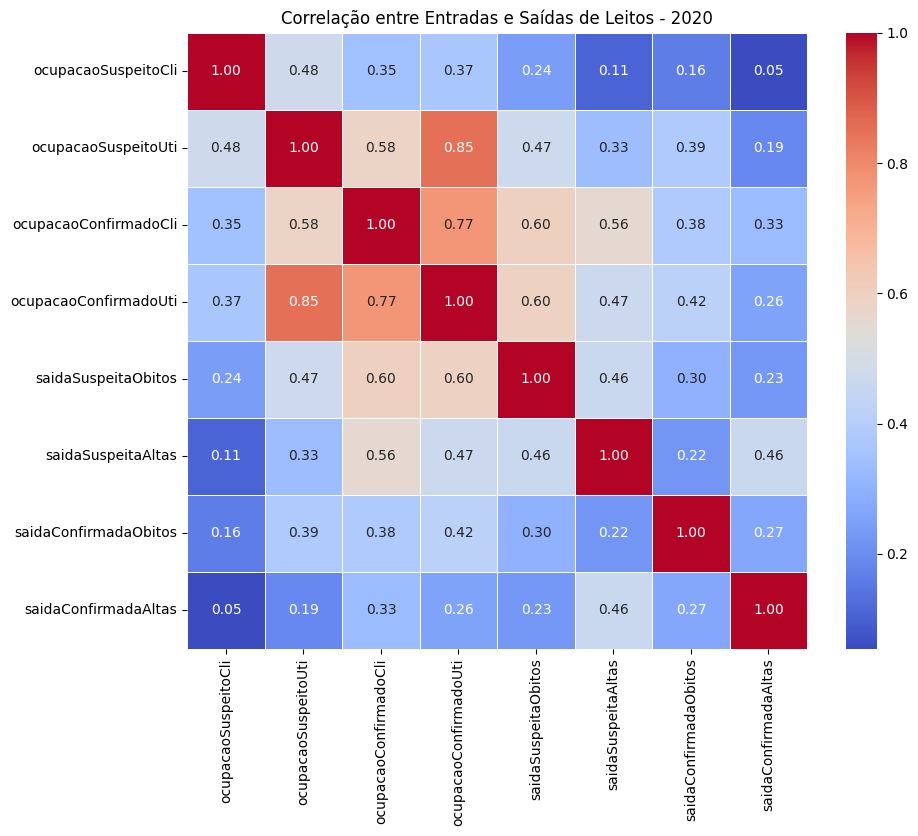 Correlação entre Entradas e Saídas de Leitos - 2020
ocupacaoSuspeitoCli 1.00 0.48 0.35 0.37 0.24 0.11 0.16 0.05
ocupacaoSuspeitoUti 0.48 1.00 0.58 0.85 0.47 0.33 0.39 0.19
ocupacaoConfirmadoCli 0.35 0.58 1.00 0.77 0.60 0.56 0.38 0.33
ocupacaoConfirmadoUti 0.37 0.85 0.77 1.00 0.60 0.47 0.42 0.26
saidaSuspeitaObitos 0.24 0.47 0.60 0.60 1.00 0.46 0.30 0.23
saidaSuspeitaAltas 0.11 0.33 0.56 0.47 0.46 1.00 0.22 0.46
saidaConfirmadaObitos 0.16 0.39 0.38 0.42 0.30 0.22 1.00 0.27
saidaConfirmadaAltas 0.05 0.19 0.33 0.26 0.23 0.46 0.27 1.00
ocupacaoSuspeitoCli
ocupacaoSuspeitoUti
ocupacaoConfirmadoCli
ocupacaoConfirmadoUti
saidaSuspeitaObitos
saidaSuspeitaAltas
saidaConfirmadaObitos
saidaConfirmadaAltas
1.0
0.8
0.6
0.4
0.2